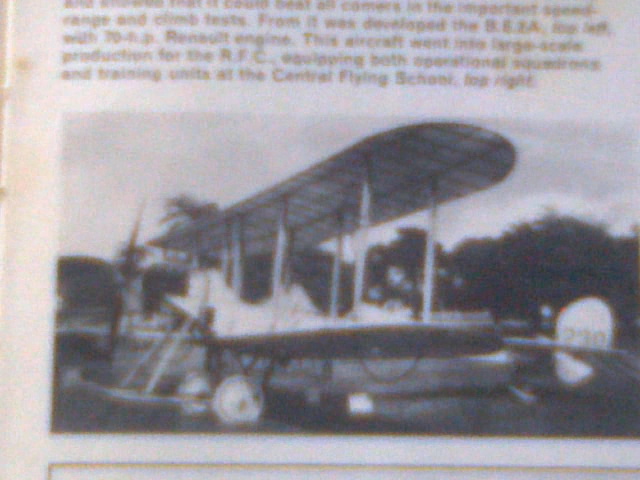 and showed that it could beat all comers in the important speed,
range and climb tests. From it was developed the B.E.2A, top left,
with 70-h.p. Renault engine. This aircraft went into large-scale
production for the R.F.C., equipping both operational squadrons
and training units at the Central Flying School, top right.
230